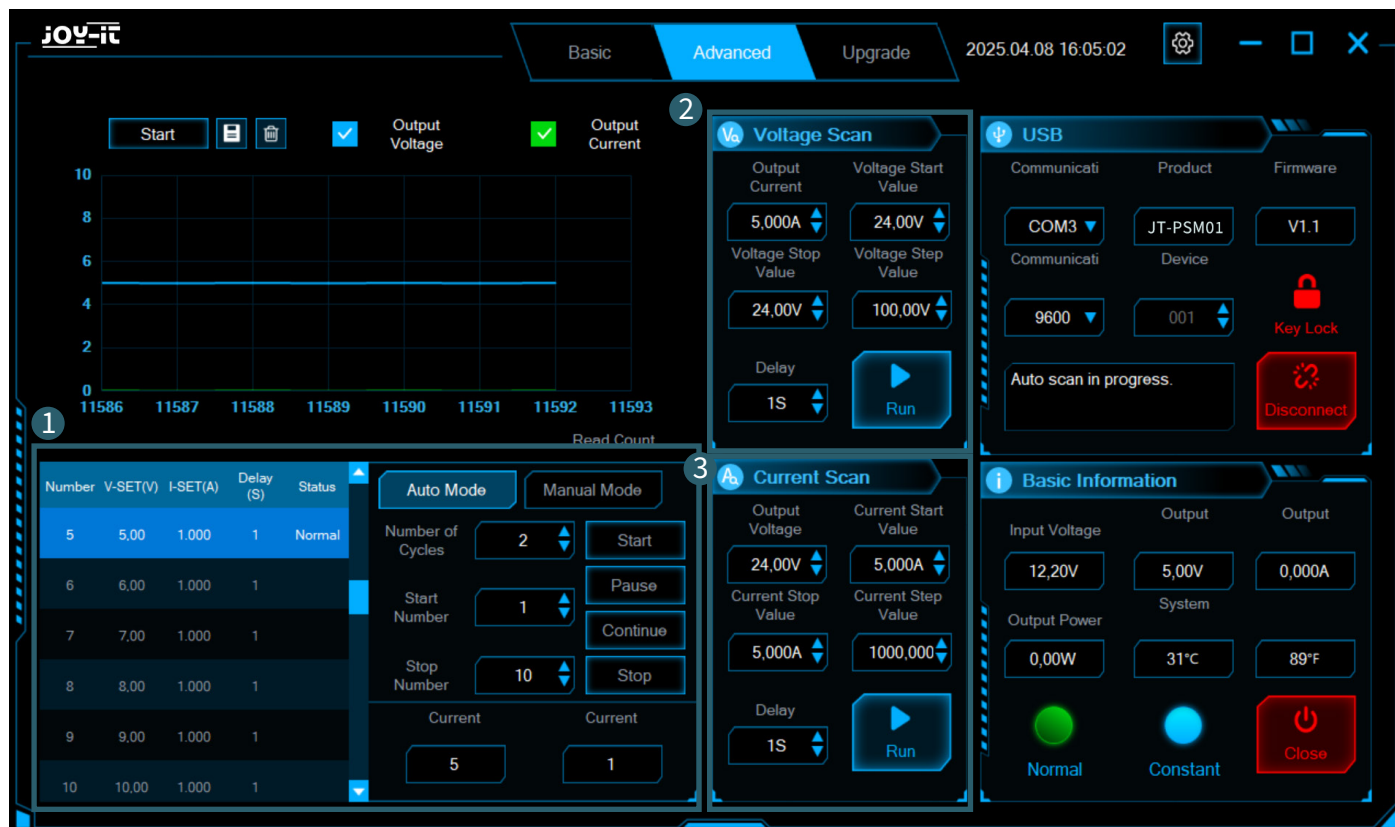 JOY-iT
Basic
Advanced
Upgrade
2025.04.08 16:05:02
Start
Output
Voltage
Output
Current
10
8
6
4
2
0
11586 11587 11588 11589 11590 11591 11592 11593
Read Count
1
Number V-SET(V) I-SET(A) Delay (S) Status
5 5,00 1.000 1 Normal
6 6,00 1.000 1
7 7,00 1.000 1
8 8,00 1.000 1
9 9,00 1.000 1
10 10,00 1.000 1
Auto Mode
Manual Mode
Number of
Cycles
2
Start
Pause
Start
Number
1
Continue
Stop
Number
10
Stop
Current
Current
5
1
2
Voltage Scan
Output
Current
Voltage Start
Value
5,000A
24,00V
Voltage Stop
Value
Voltage Step
Value
24,00V
100,00V
Delay
1S
Run
3
Current Scan
Output
Voltage
Current Start
Value
24,00V
5,000A
Current Stop
Value
Current Step
Value
5,000A
1000,000
Delay
1S
Run
USB
Communicati
Product
Firmware
COM3
JT-PSM01
V1.1
Communicati
Device
9600
001
Key Lock
Auto scan in progress.
Disconnect
Basic Information
Input Voltage
Output
Output
12,20V
5,00V
0,000A
Output Power
System
0,00W
31°C
89°F
Normal
Constant
Close